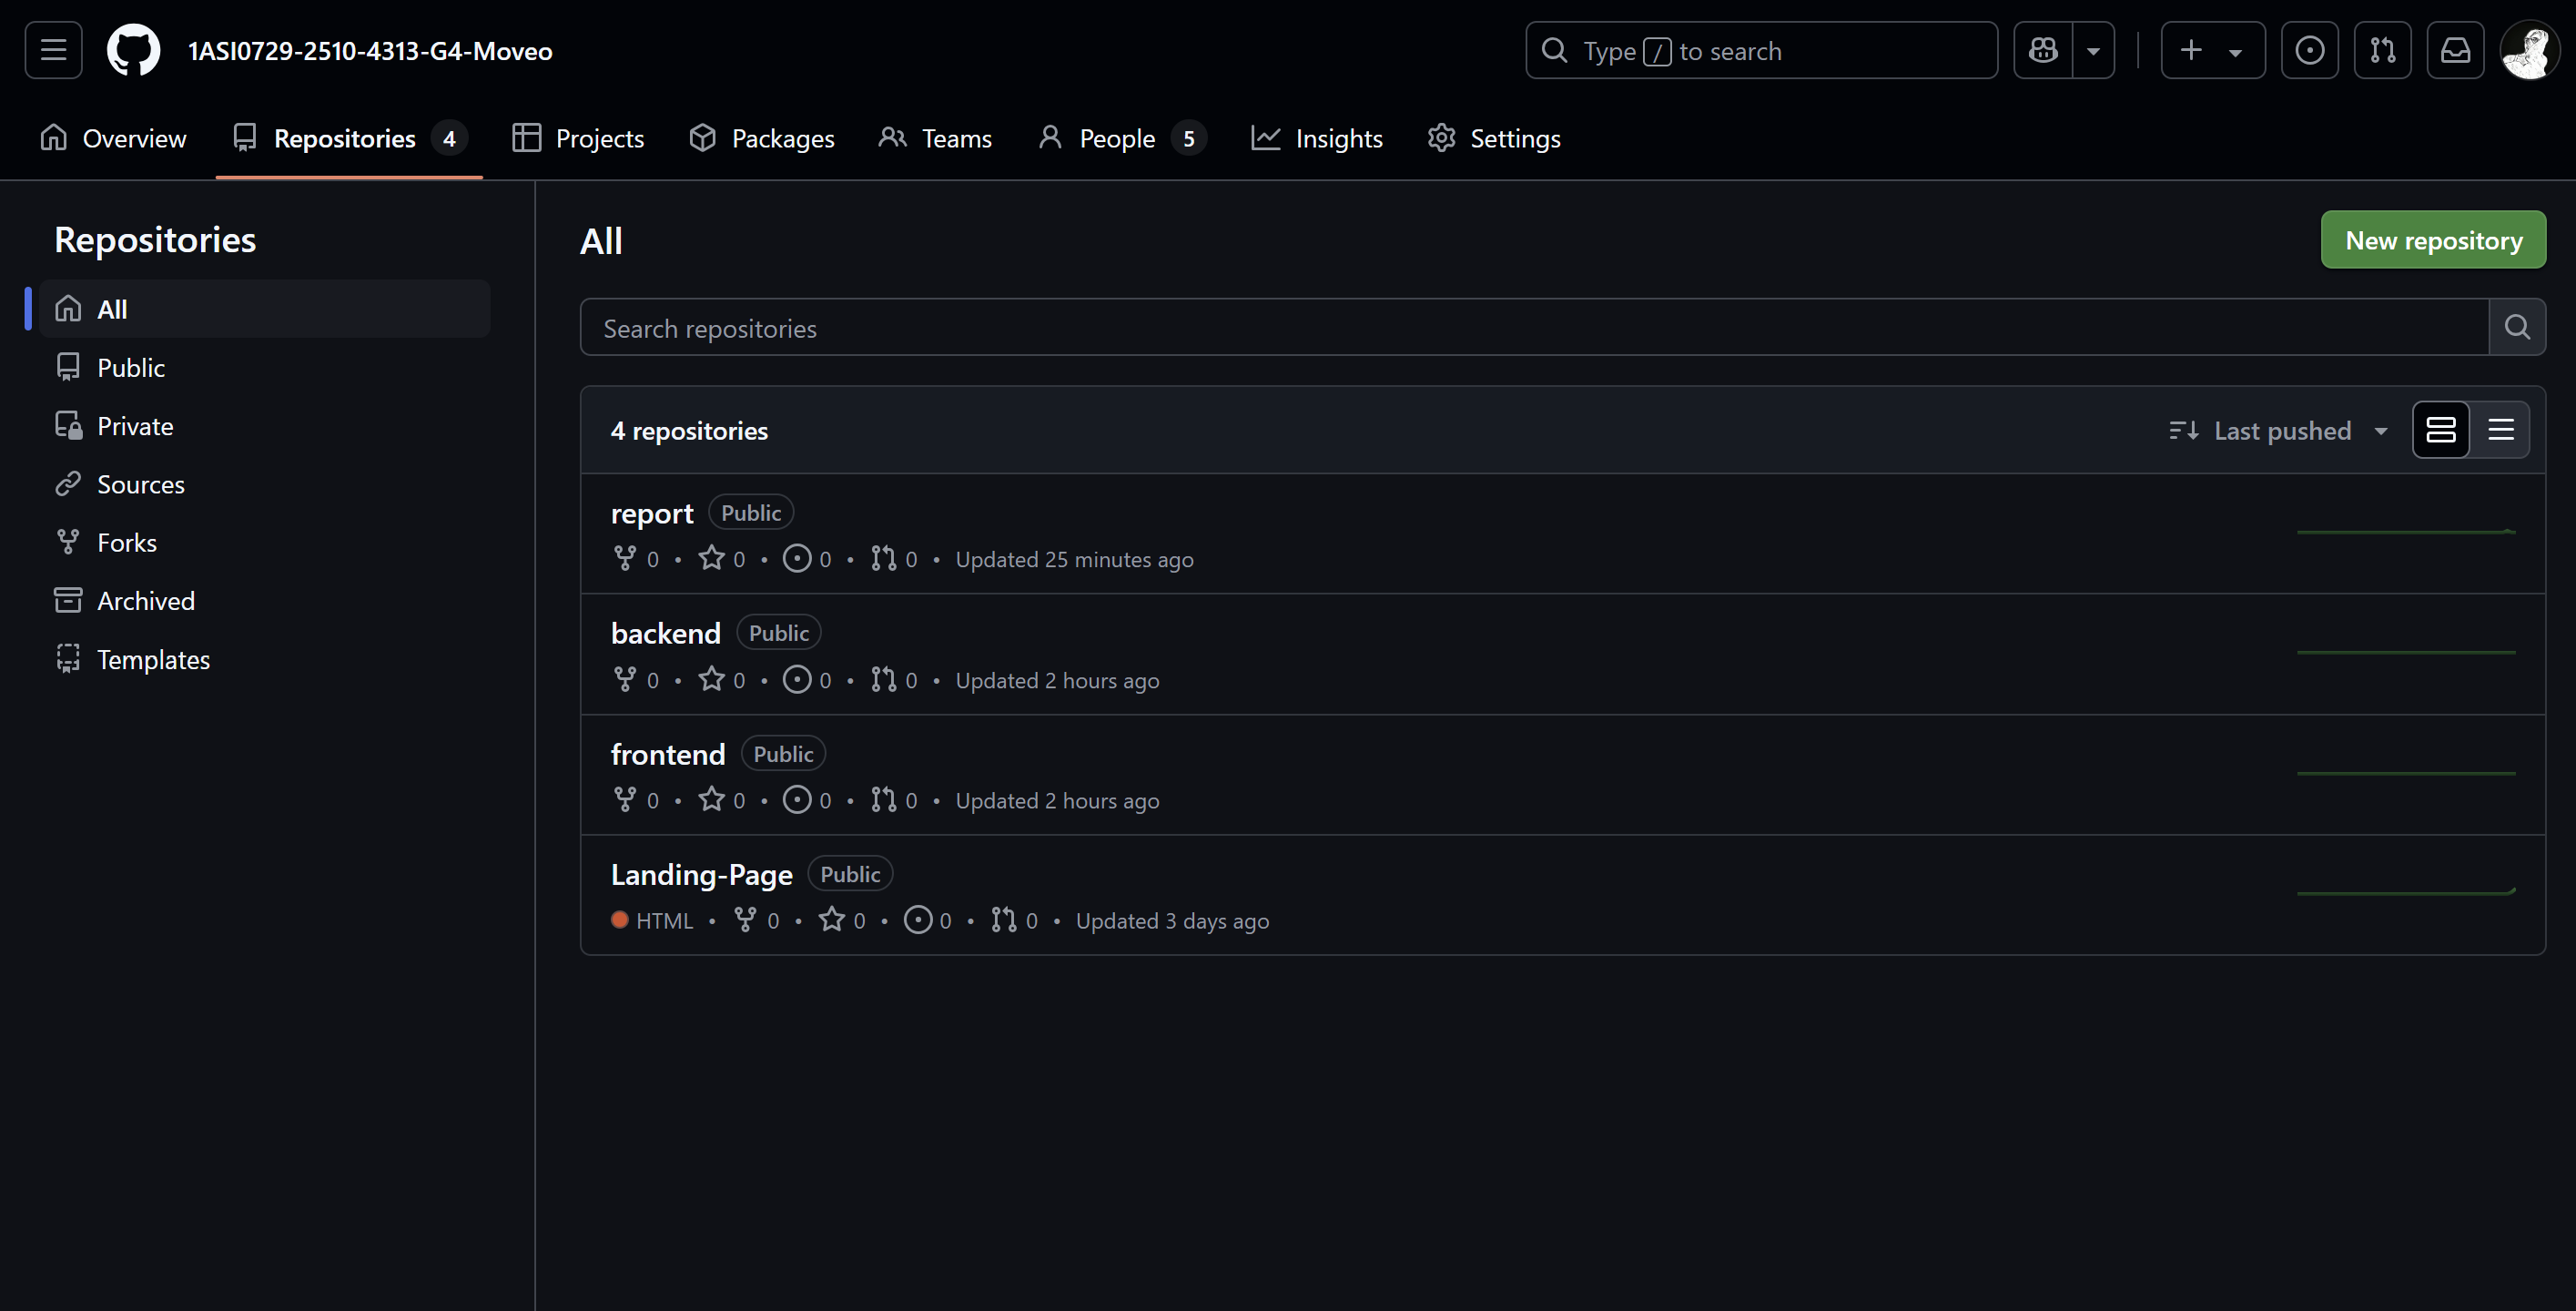 1ASI0729-2510-4313-G4-Moveo
Type / to search
Overview
Repositories 4
Projects
Packages
Teams
People 5
Insights
Settings
Repositories
All
Public
Private
Sources
Forks
Archived
Templates
All
New repository
Search repositories
4 repositories
Last pushed
report Public
0 • 0 • 0 • 0 • Updated 25 minutes ago
backend Public
0 • 0 • 0 • 0 • Updated 2 hours ago
frontend Public
0 • 0 • 0 • 0 • Updated 2 hours ago
Landing-Page Public
HTML • 0 • 0 • 0 • 0 • Updated 3 days ago